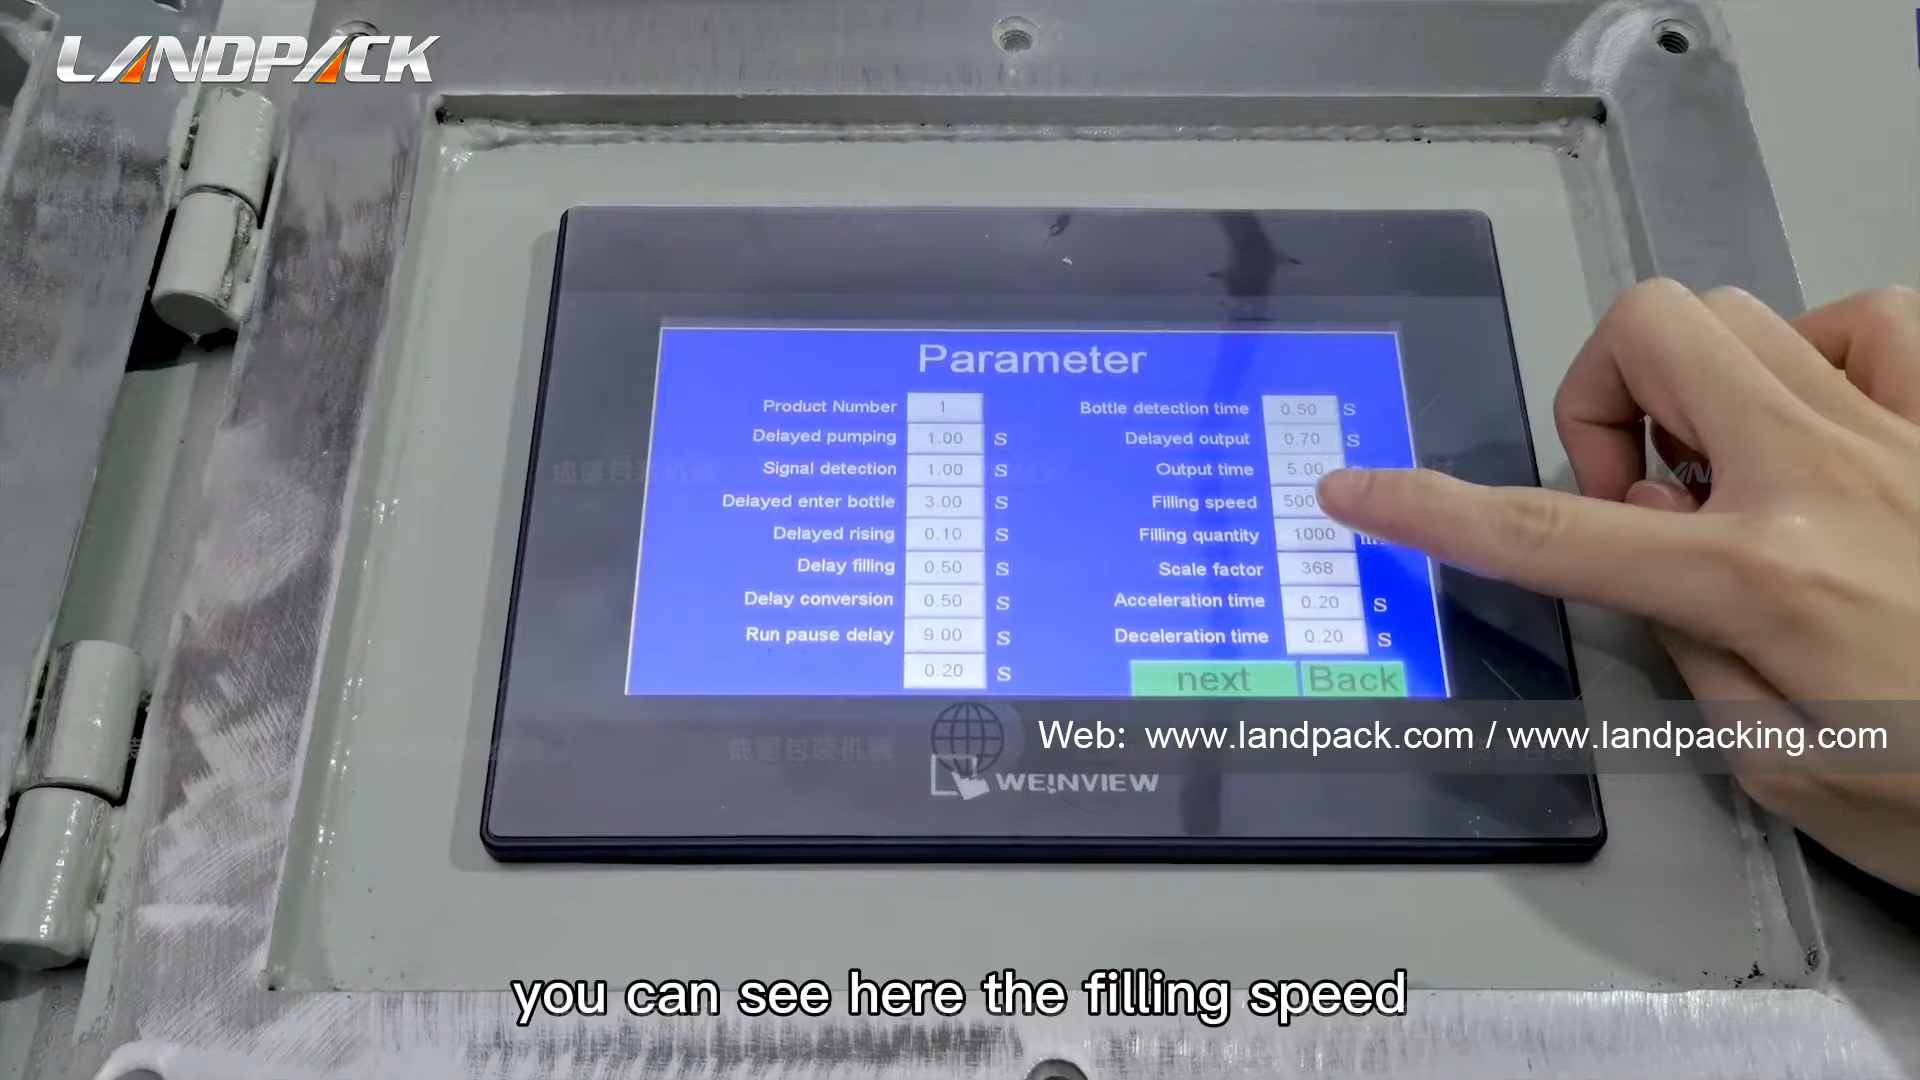 LANDPACK
Parameter
Product Number 1
Delayed pumping 1.00 S
Signal detection 1.00 S
Delayed enter bottle 3.00 S
Delayed rising 0.10 S
Delay filling 0.50 S
Delay conversion 0.50 S
Run pause delay 9.00 S
0.20 S
Bottle detection time 0.50 S
Delayed output 0.70 S
Output time 5.00
Filling speed 500
Filling quantity 1000
Scale factor 368
Acceleration time 0.20 S
Deceleration time 0.20 S
next Back
Web: www.landpack.com / www.landpacking.com
WE!NVIEW
you can see here the filling speed